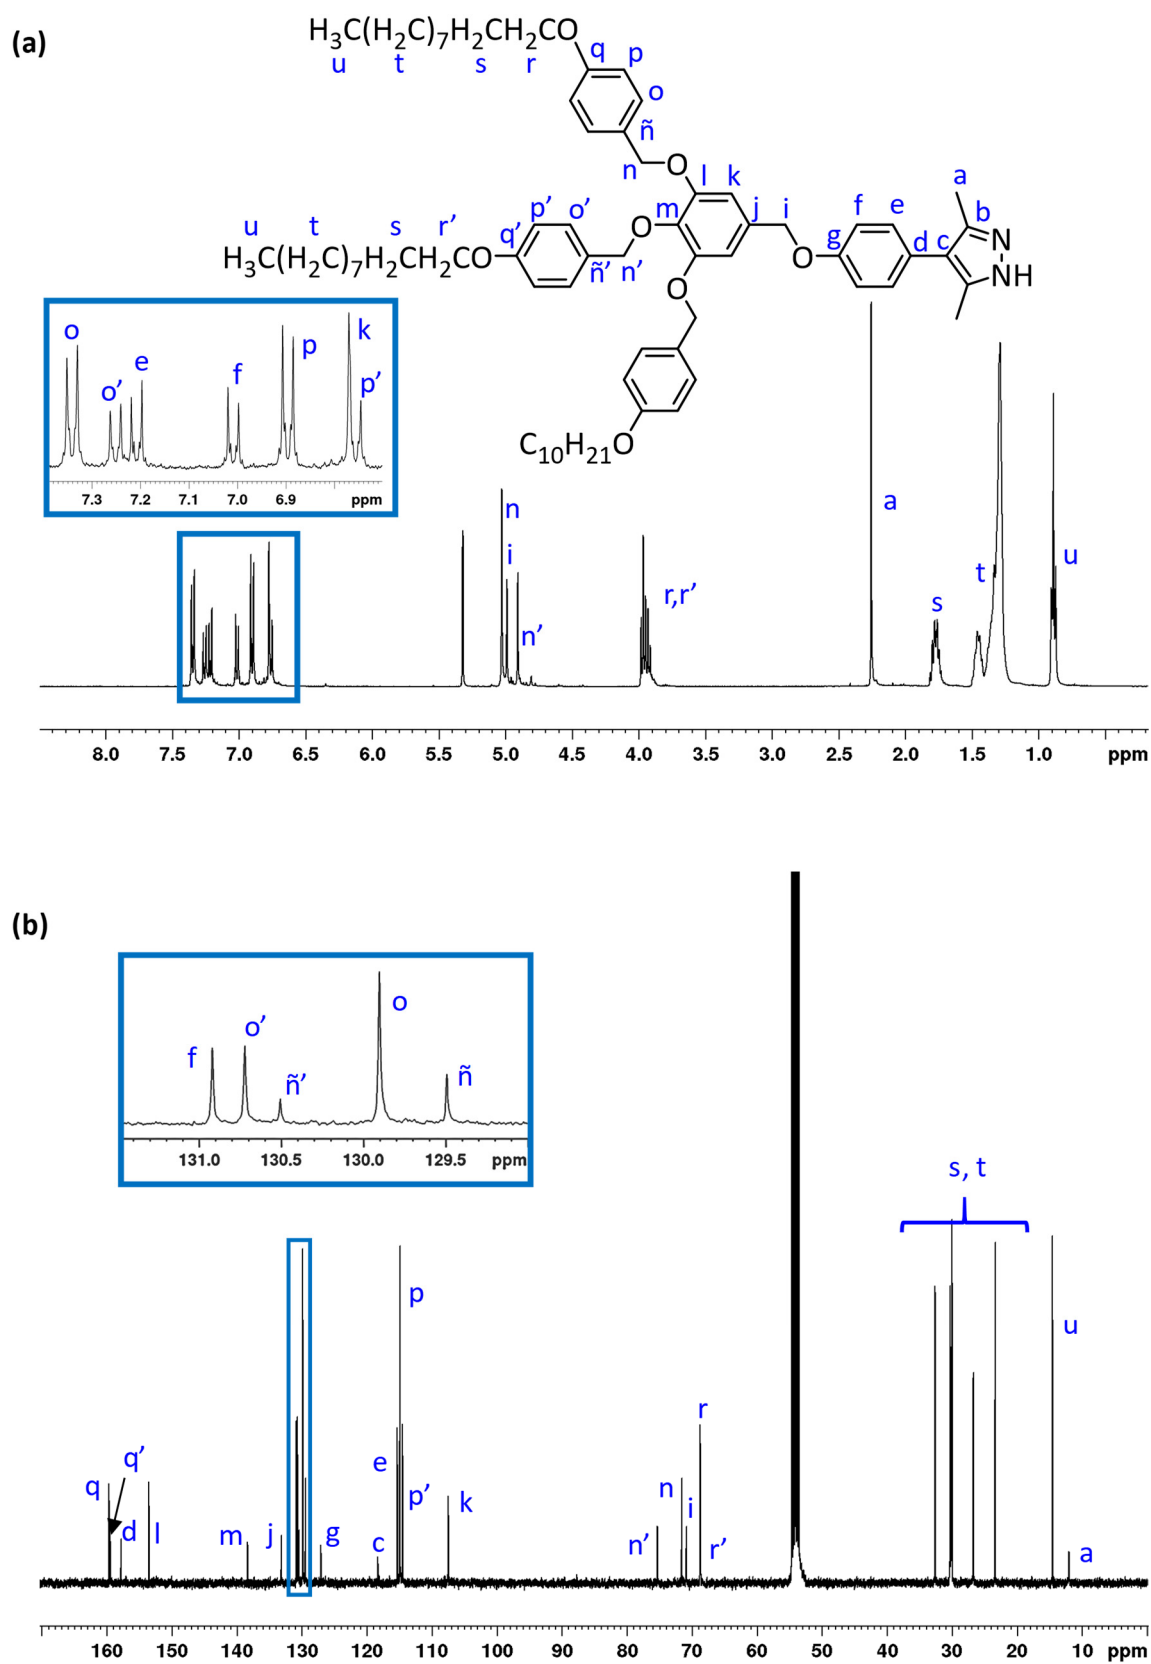 (a)
H3C(H2C)7H2CH2CO
u t s r
q
p
o
ñ
n
O
l
k
a
u t s r'
q'
p'
o'
m
j
i
f
e
b
g
d
c
N
H3C(H2C)7H2CH2CO
ñ'
n'
O
O
NH
O
C10H21O
o
o'
e
f
p
k
p'
7.3 7.2 7.1 7.0 6.9 ppm
n
i
n'
r,r'
a
s
t
u
8.0 7.5 7.0 6.5 6.0 5.5 5.0 4.5 4.0 3.5 3.0 2.5 2.0 1.5 1.0 ppm
(b)
f
o'
ñ'
o
ñ
131.0 130.5 130.0 129.5 ppm
s, t
p
u
r
q
q'
d
l
m
j
g
e
c
p'
k
n'
n
i
r'
a
160 150 140 130 120 110 100 90 80 70 60 50 40 30 20 10 ppm